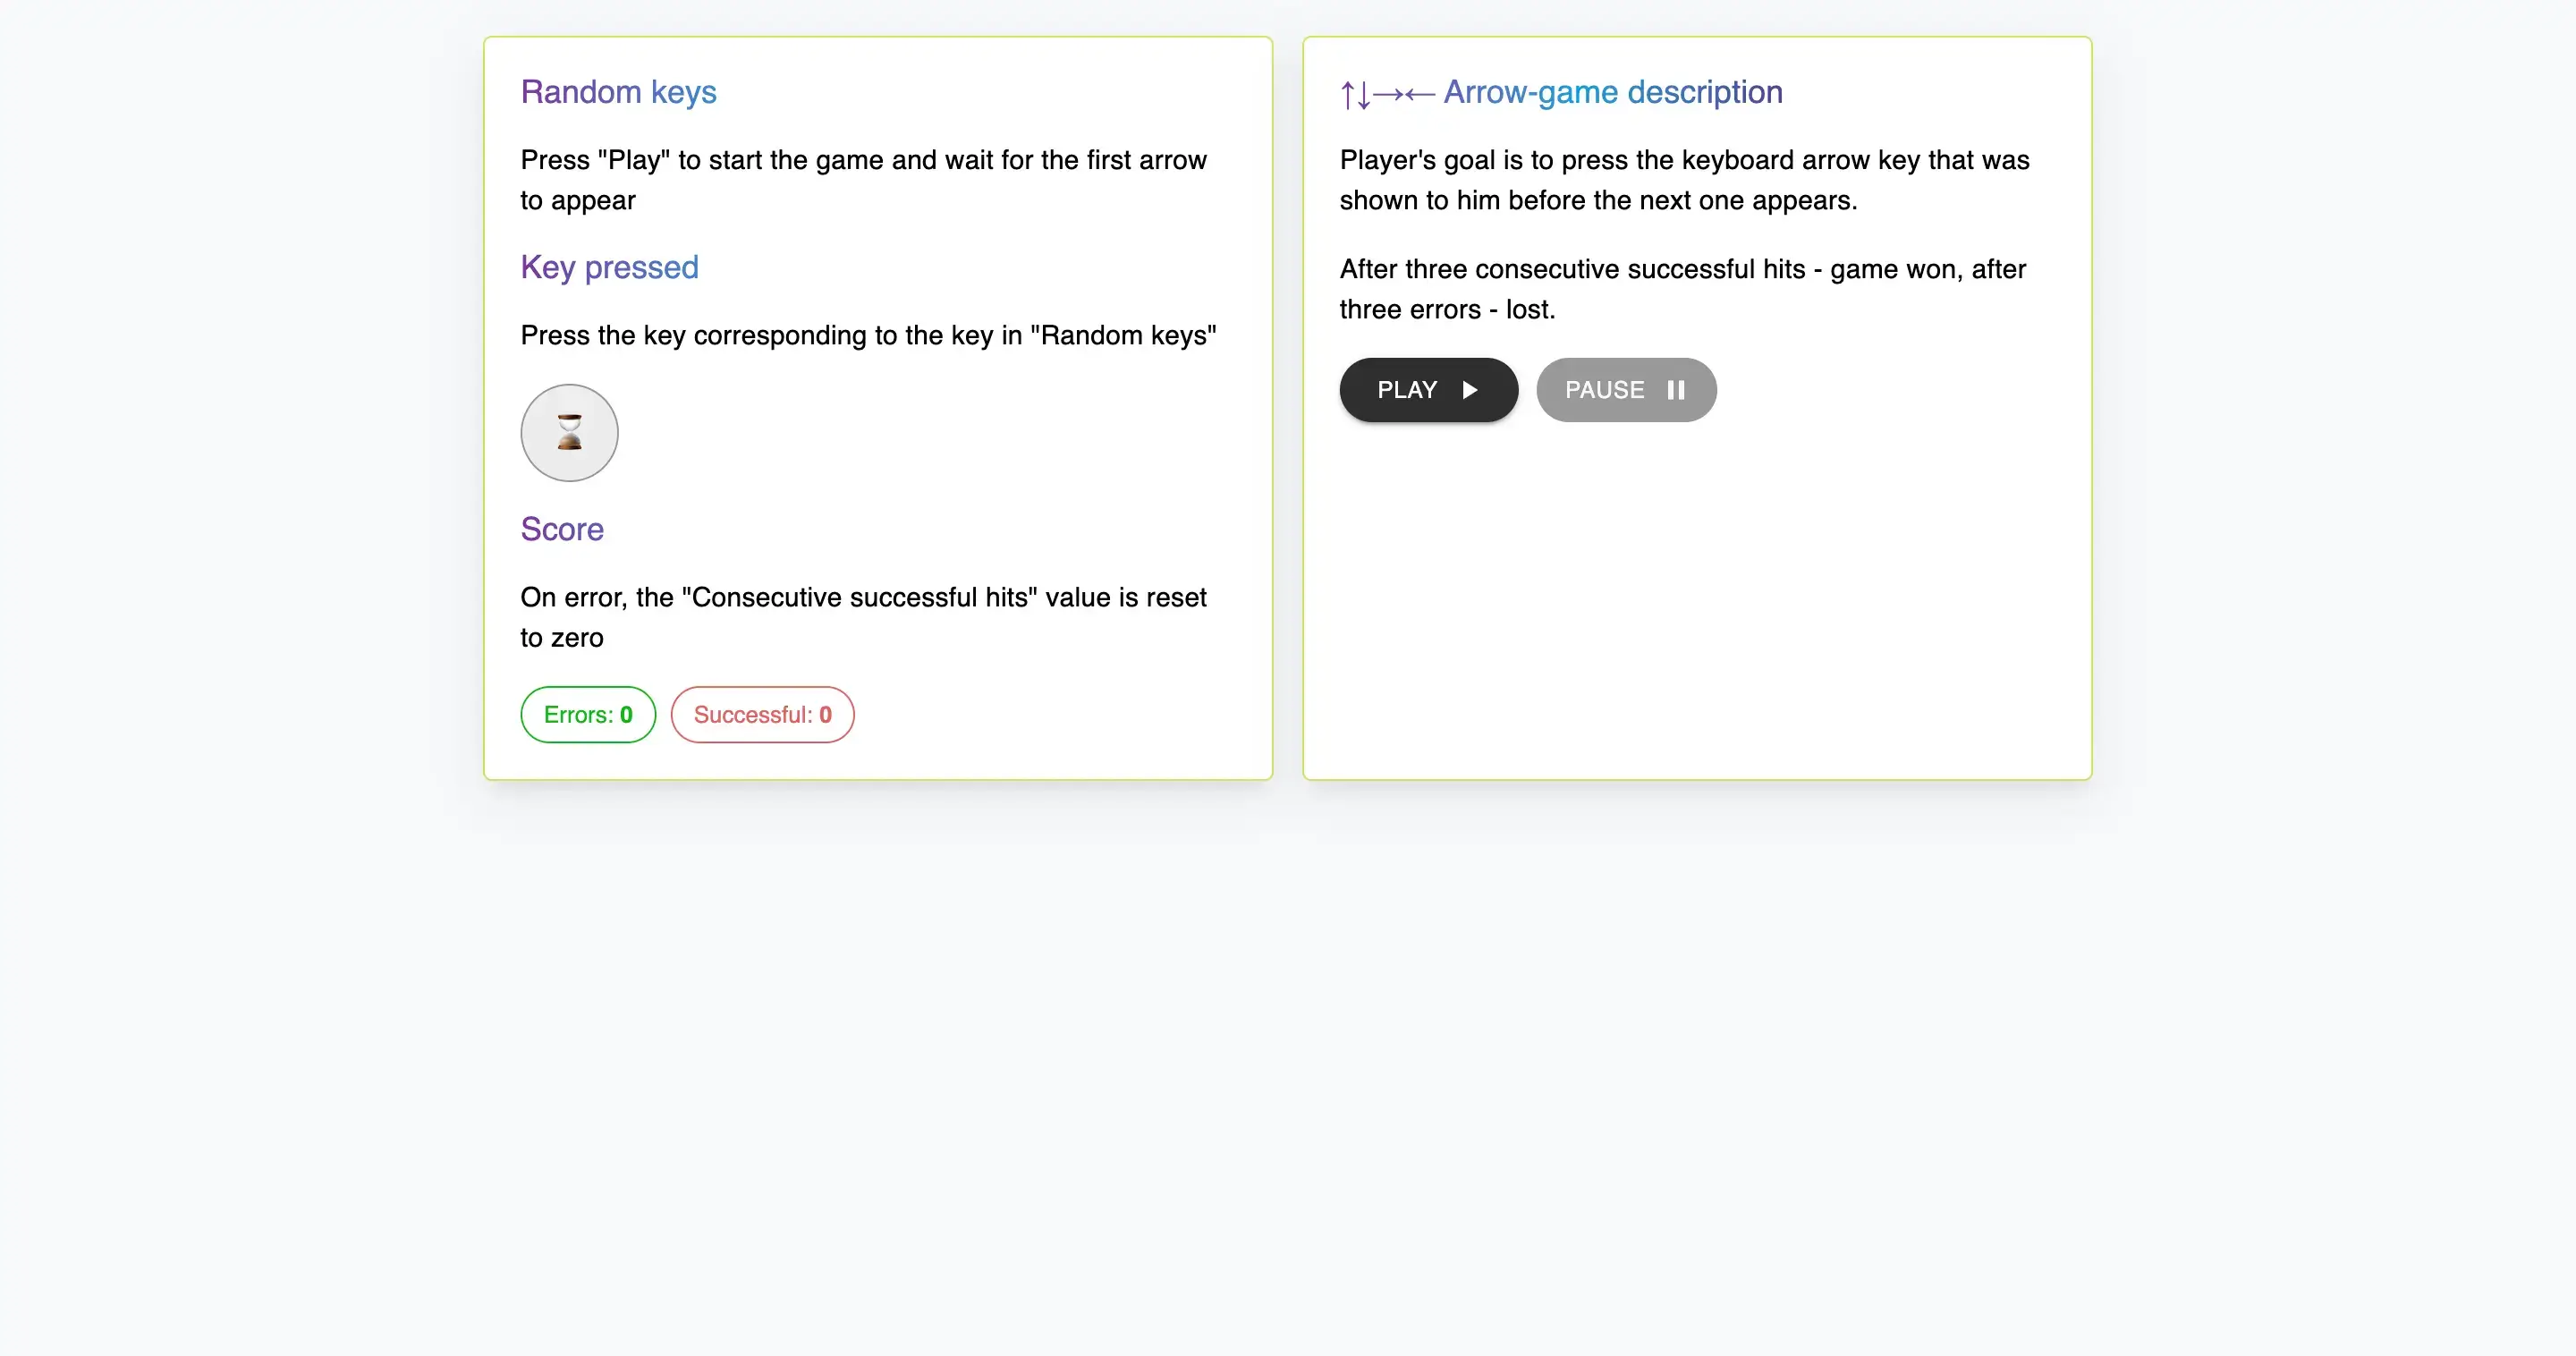 Random keys
Press "Play" to start the game and wait for the first arrow
to appear
Key pressed
Press the key corresponding to the key in "Random keys"
Score
On error, the "Consecutive successful hits" value is reset
to zero
Errors: 0
Successful: 0
↑↓→← Arrow-game description
Player's goal is to press the keyboard arrow key that was
shown to him before the next one appears.
After three consecutive successful hits - game won, after
three errors - lost.
PLAY
PAUSE